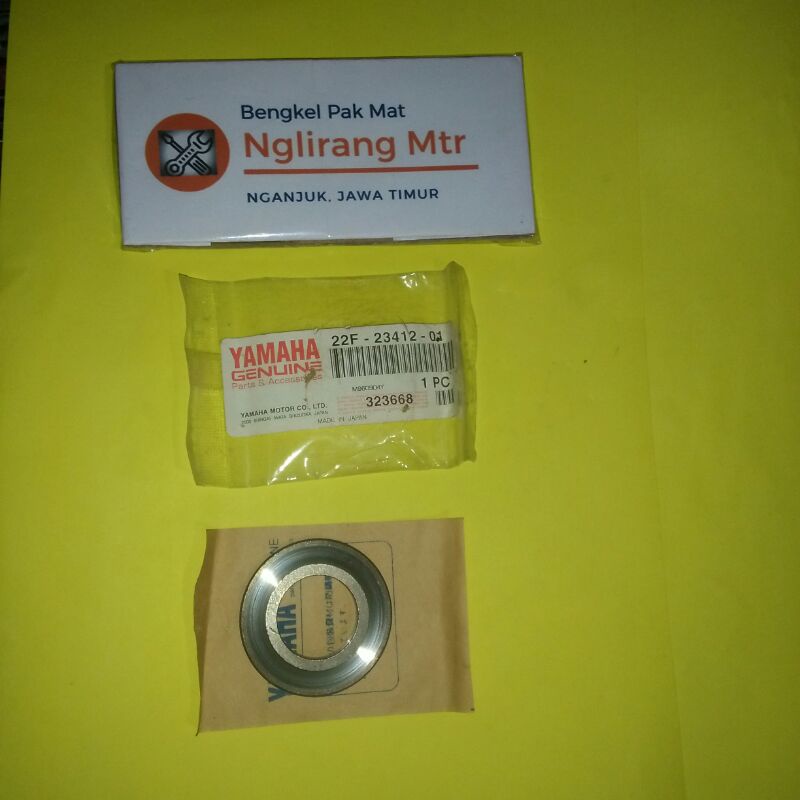 Bengkel Pak Mat
Nglirang Mtr
NGANJUK, JAWA TIMUR
YAMAHA
GENUINE
Parts & Accessories
22F - 23412 - 01
1 PC
323668
YAMAHA MOTOR CO., LTD.
MADE IN JAPAN
YAMAHA